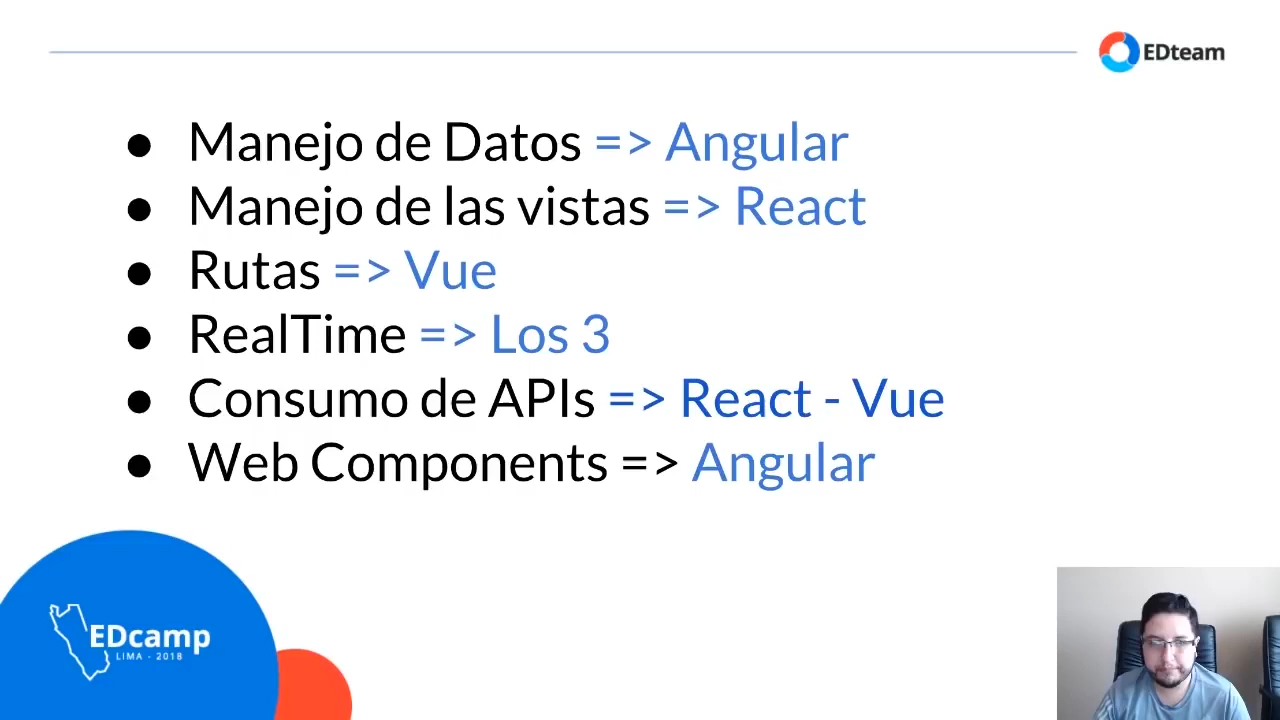 EDteam
● Manejo de Datos => Angular
● Manejo de las vistas => React
● Rutas => Vue
● RealTime => Los 3
● Consumo de APIs => React - Vue
● Web Components => Angular
EDcamp
LIMA - 2018